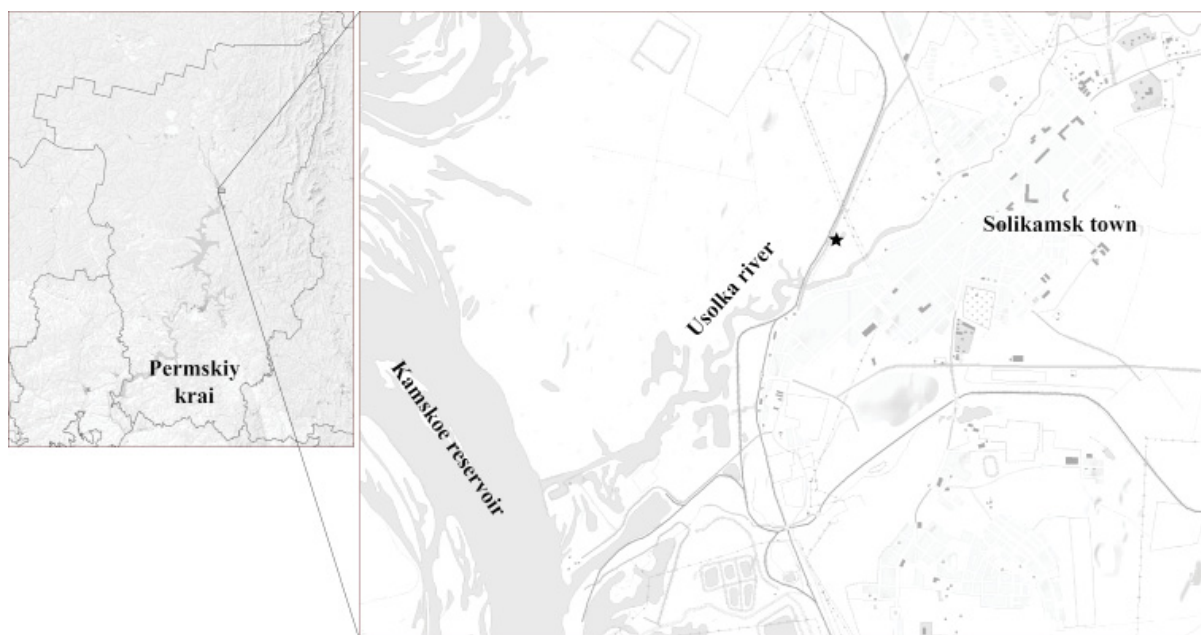 Permskiy
krai
Kamskoe reservoir
Usolka river
Solikamsk town